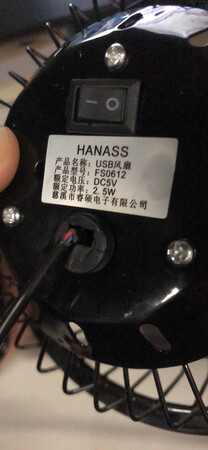 HANASS
产品名称：USB风扇
产品型号：FS0612
额定电压：DC5V
额定功率：2.5W
慈溪市睿硕电子有限公司